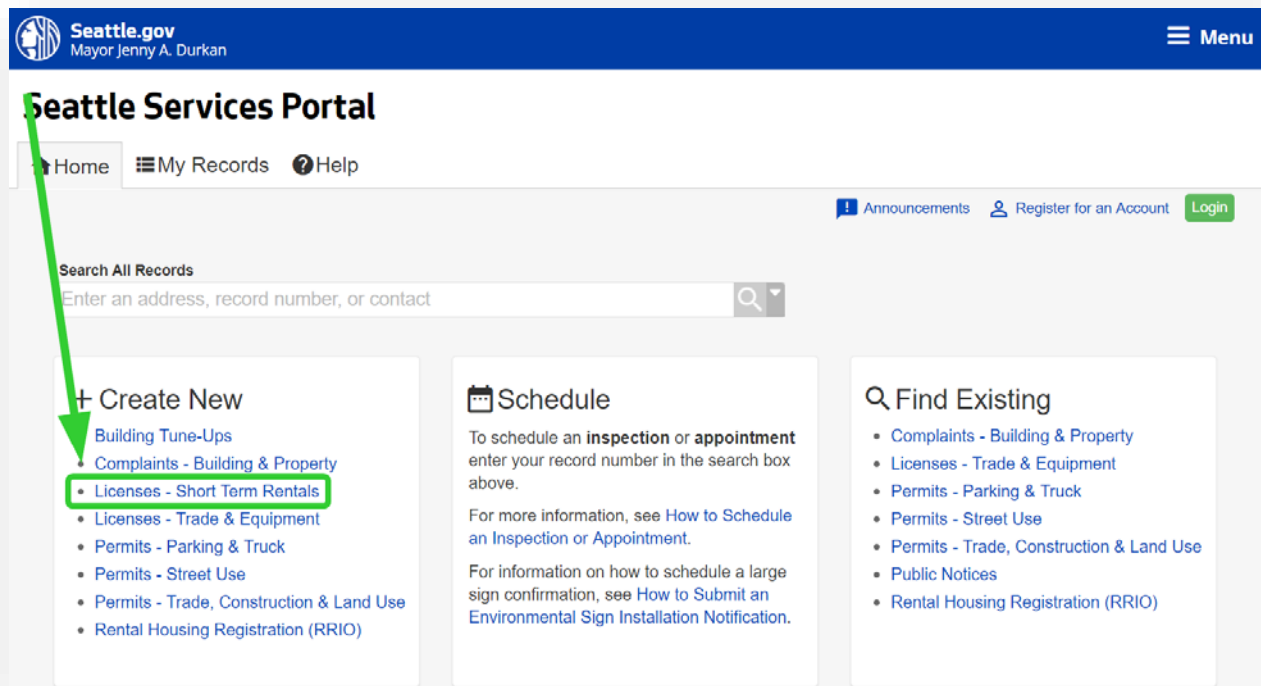 Seattle.gov
Mayor Jenny A. Durkan
Menu
Seattle Services Portal
Home
My Records
Help
Announcements
Register for an Account
Login
Search All Records
Enter an address, record number, or contact
Create New
Building Tune-Ups
Complaints - Building & Property
Licenses - Short Term Rentals
Licenses - Trade & Equipment
Permits - Parking & Truck
Permits - Street Use
Permits - Trade, Construction & Land Use
Rental Housing Registration (RRIO)
Schedule
To schedule an inspection or appointment
enter your record number in the search box
above.
For more information, see How to Schedule
an Inspection or Appointment.
For information on how to schedule a large
sign confirmation, see How to Submit an
Environmental Sign Installation Notification.
Find Existing
Complaints - Building & Property
Licenses - Trade & Equipment
Permits - Parking & Truck
Permits - Street Use
Permits - Trade, Construction & Land Use
Public Notices
Rental Housing Registration (RRIO)